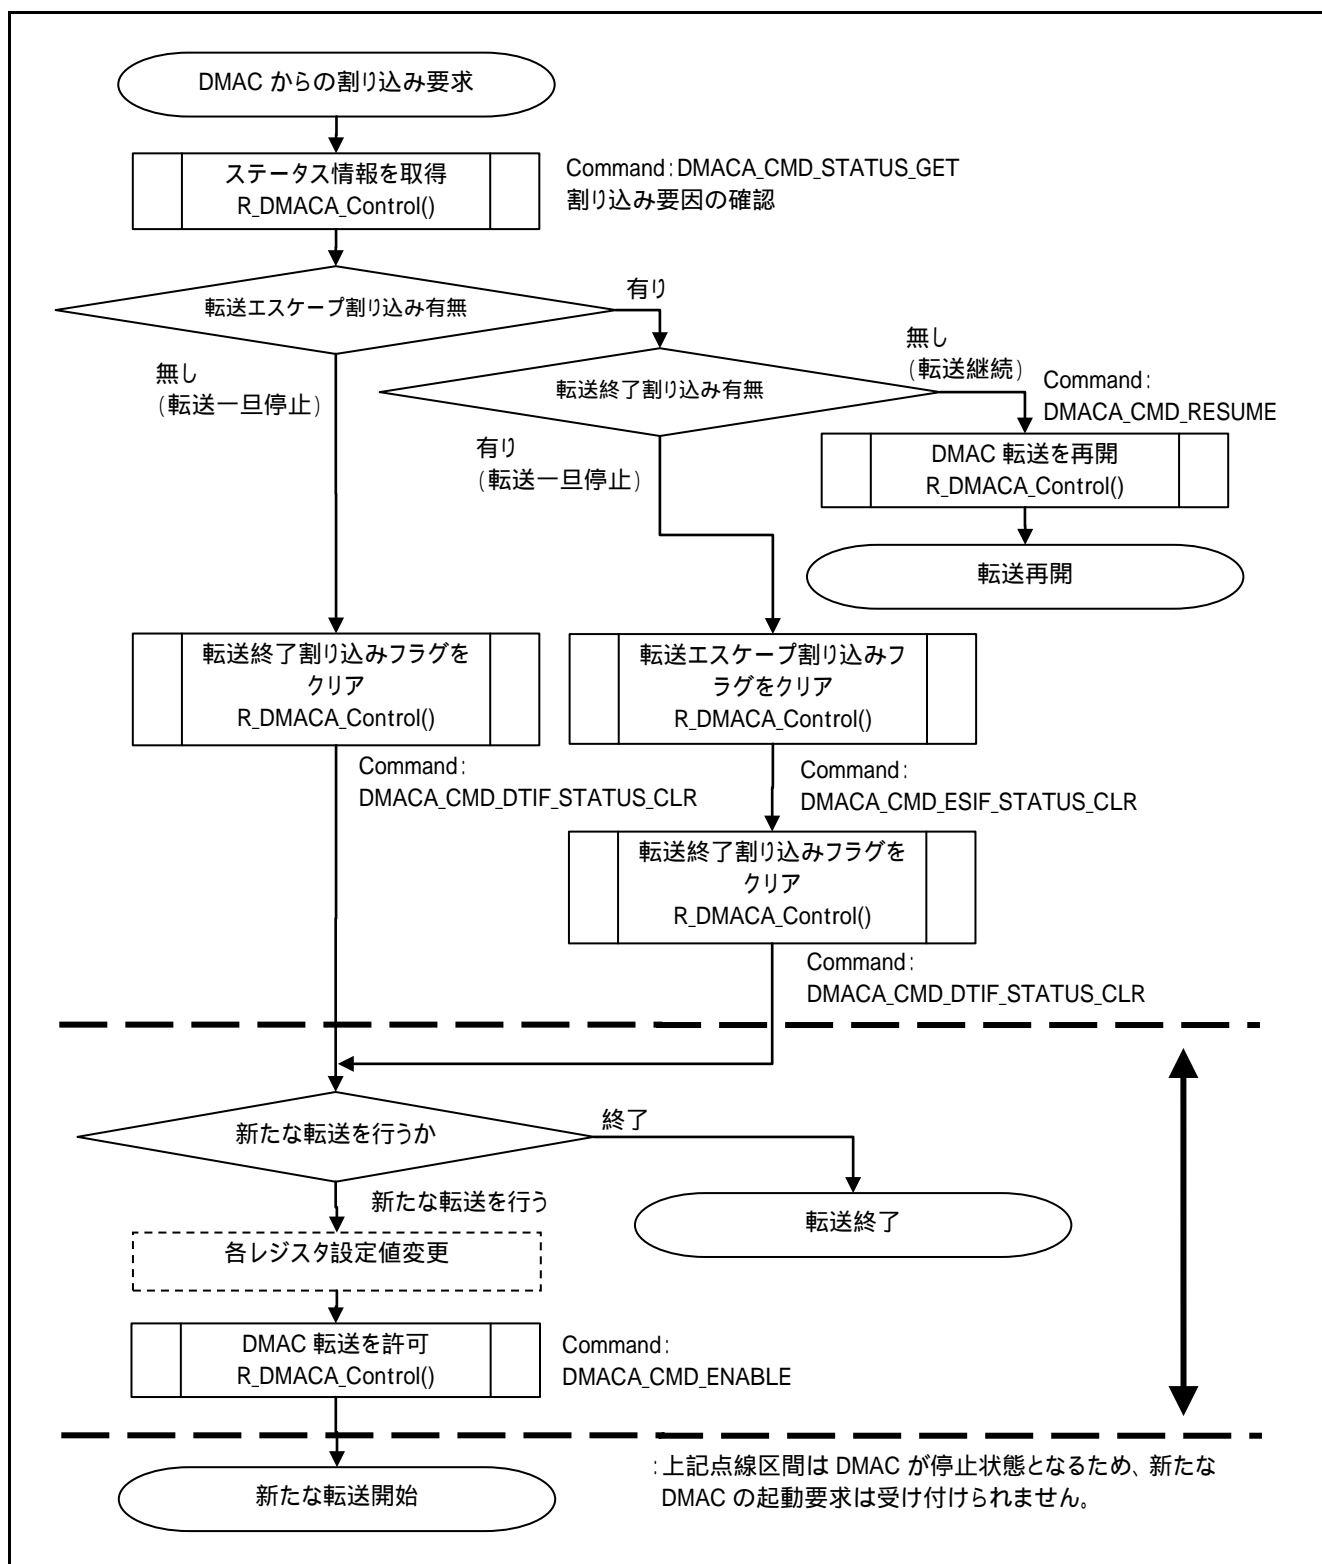 DMAC からの割り込み要求
ステータス情報を取得
R_DMACA_Control()
Command:DMACA_CMD_STATUS_GET
割り込み要因の確認
転送エスケープ割り込み有無
有り
無し
(転送一旦停止)
転送終了割り込み有無
無し
(転送継続)
Command:
DMACA_CMD_RESUME
有り
(転送一旦停止)
DMAC 転送を再開
R_DMACA_Control()
転送再開
転送終了割り込みフラグを
クリア
R_DMACA_Control()
Command:
DMACA_CMD_DTIF_STATUS_CLR
転送エスケープ割り込みフ
ラグをクリア
R_DMACA_Control()
Command:
DMACA_CMD_ESIF_STATUS_CLR
転送終了割り込みフラグを
クリア
R_DMACA_Control()
Command:
DMACA_CMD_DTIF_STATUS_CLR
新たな転送を行うか
終了
新たな転送を行う
転送終了
各レジスタ設定値変更
DMAC 転送を許可
R_DMACA_Control()
Command:
DMACA_CMD_ENABLE
新たな転送開始
:上記点線区間は DMAC が停止状態となるため、新たな
DMAC の起動要求は受け付けられません。